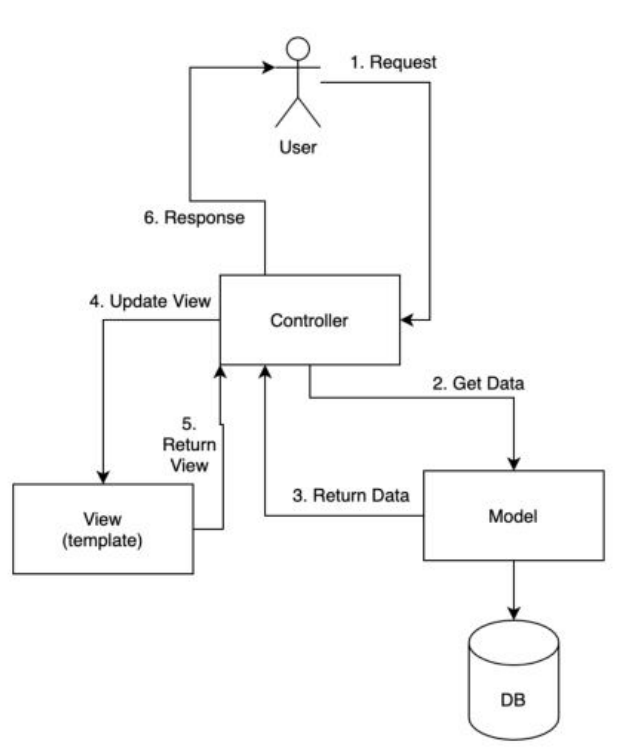 1. Request
User
6. Response
4. Update View
Controller
2. Get Data
5.
Return
View
3. Return Data
View
(template)
Model
DB